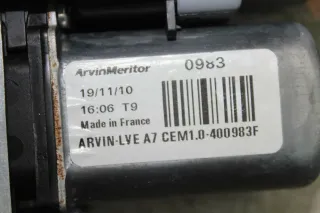 ArvinMeritor 0983
19/11/10
16:06 T9
Made in France
ARVIN-LVE A7 CEM1.0-400983F